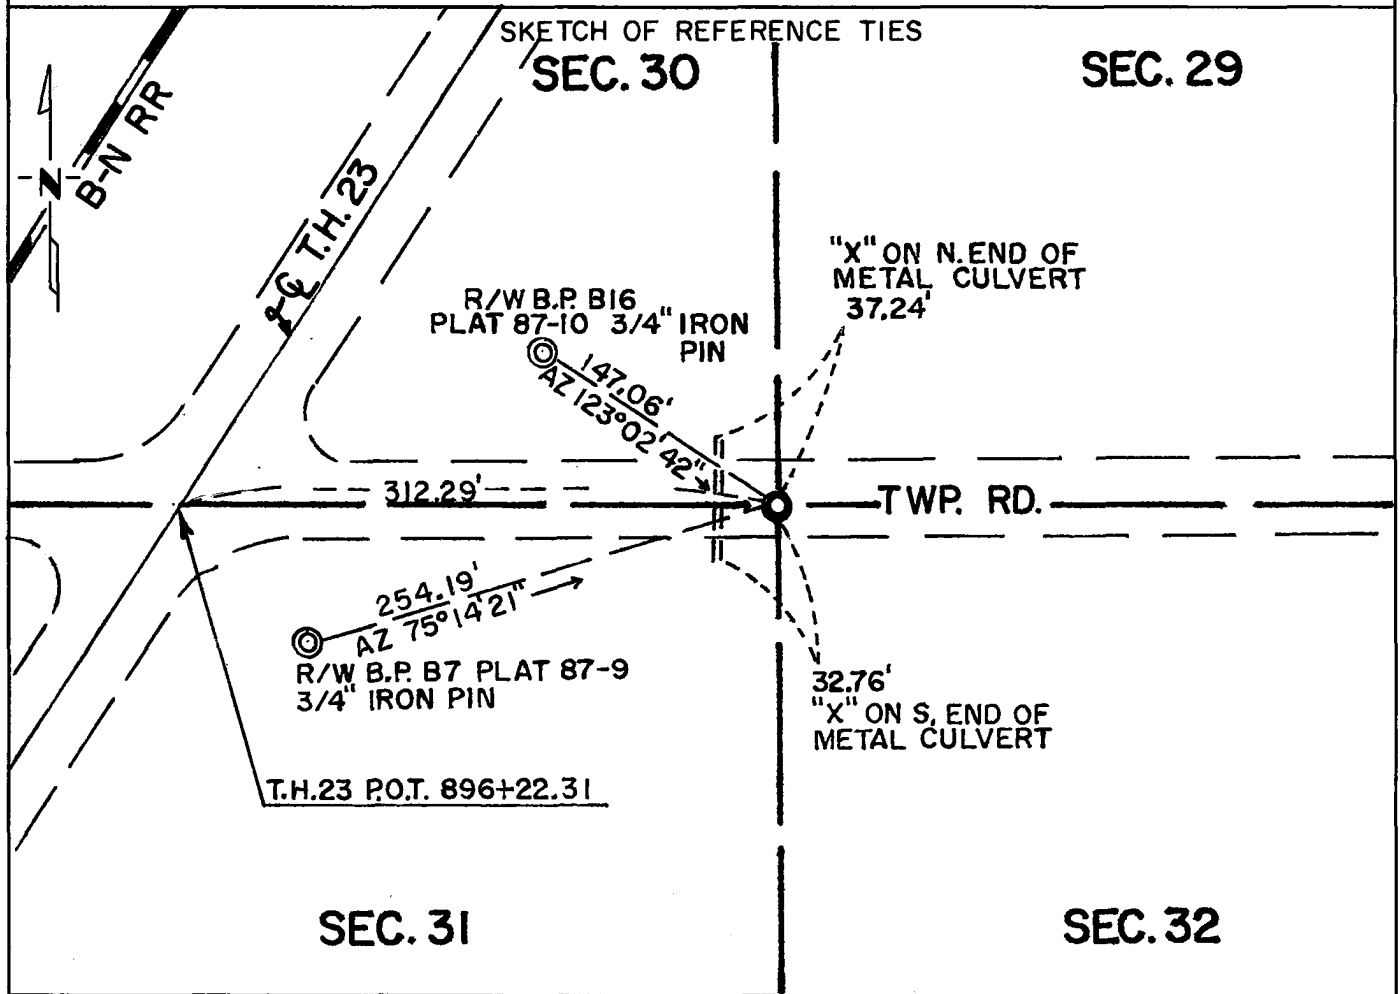 SKETCH OF REFERENCE TIES
SEC. 30
SEC. 29
B-N RR
N
℄ T.H. 23
"X" ON N. END OF
METAL CULVERT
37.24'
R/W B.P. B16
PLAT 87-10 3/4" IRON
PIN
147.06'
AZ 123°02'42"
312.29'
TWP. RD.
254.19'
AZ 75°14'21"
R/W B.P. B7 PLAT 87-9
3/4" IRON PIN
32.76'
"X" ON S. END OF
METAL CULVERT
T.H.23 P.O.T. 896+22.31
SEC. 31
SEC. 32